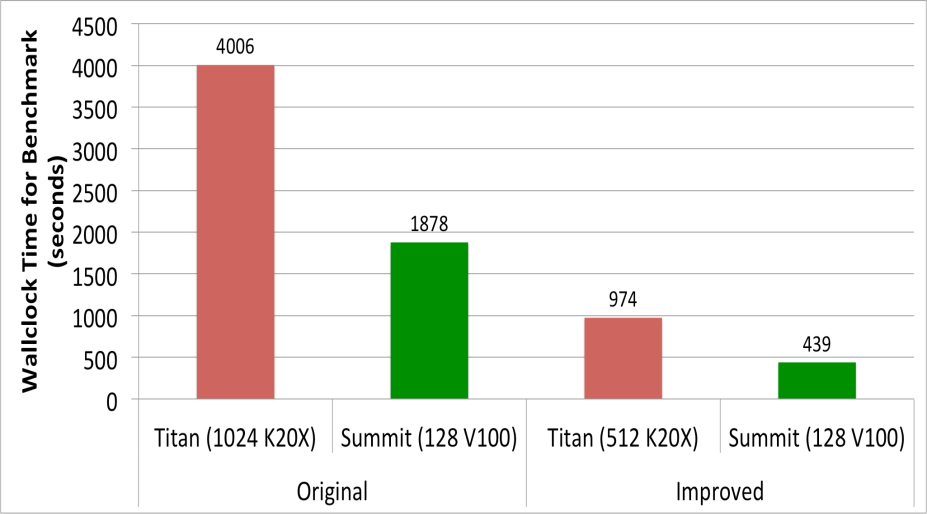 Wallclock Time for Benchmark
(seconds)
4500
4000
3500
3000
2500
2000
1500
1000
500
0
4006
1878
974
439
Titan (1024 K20X)
Summit (128 V100)
Titan (512 K20X)
Summit (128 V100)
Original
Improved